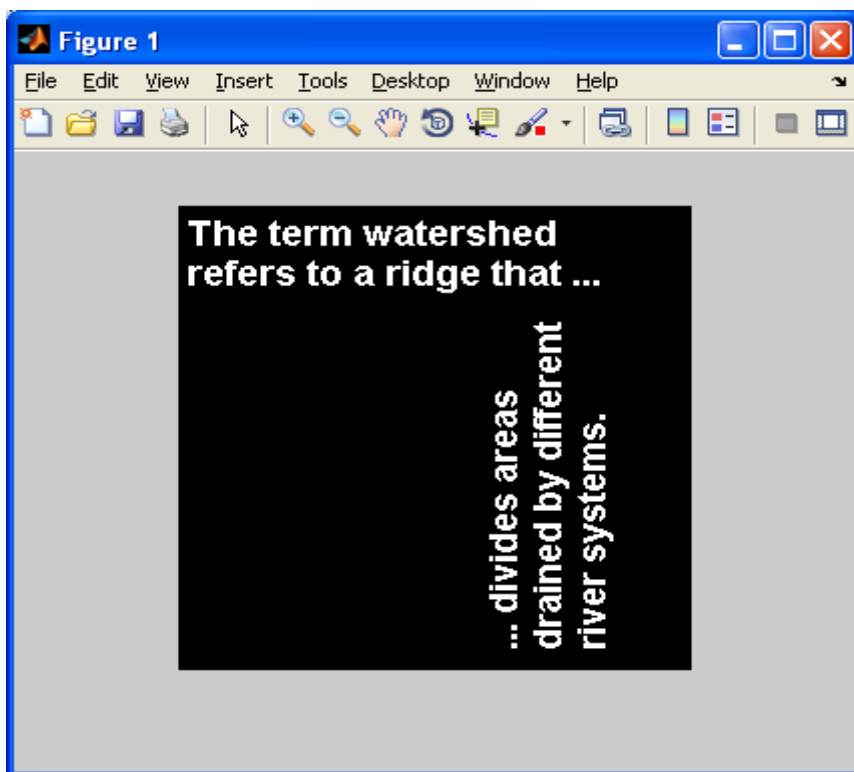 Figure 1
File Edit View Insert Tools Desktop Window Help
The term watershed
refers to a ridge that ...
... divides areas
drained by different
river systems.